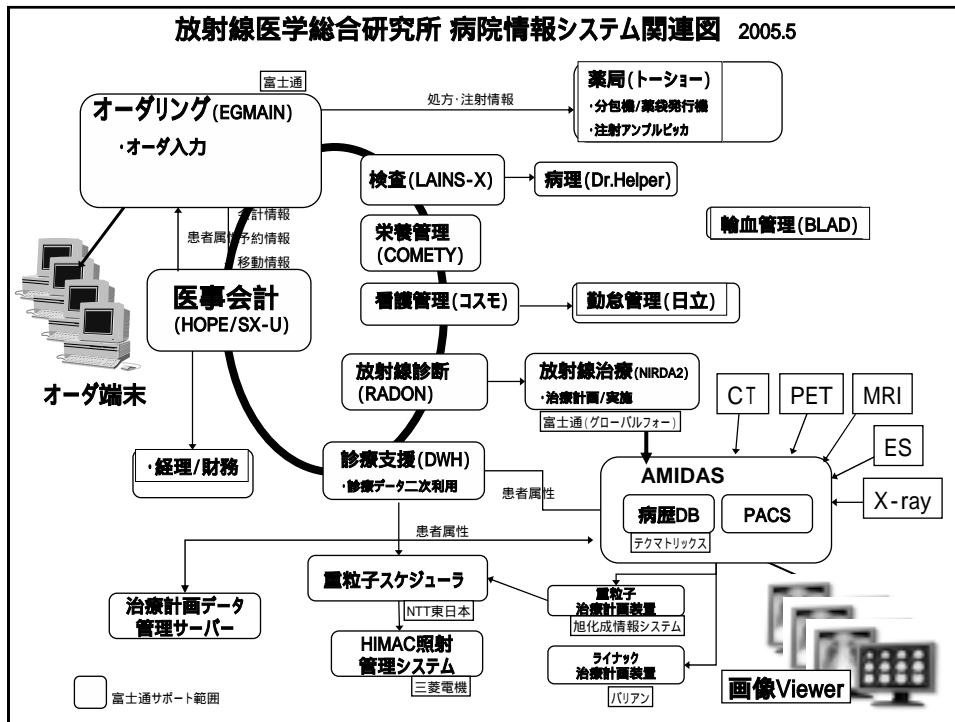 放射線医学総合研究所 病院情報システム関連図 2005.5
富士通
オーダリング(EGMAIN)
・オーダ入力
処方・注射情報
薬局(トーショー)
・分包機/薬袋発行機
・注射アンプルピッカ
検査(LAINS-X)
病理(Dr.Helper)
輸血管理(BLAD)
会計情報
患者属性
予約情報
移動情報
栄養管理
(COMETY)
医事会計
(HOPE/SX-U)
看護管理(コスモ)
勤怠管理(日立)
オーダ端末
放射線診断
(RADON)
放射線治療(NIRDA2)
・治療計画/実施
富士通(グローバルフォー)
CT
PET
MRI
ES
X-ray
・経理/財務
診療支援(DWH)
・診療データ二次利用
患者属性
AMIDAS
病歴DB
PACS
テクマトリックス
患者属性
治療計画データ
管理サーバー
重粒子スケジューラ
NTT東日本
重粒子
治療計画装置
旭化成情報システム
HIMAC照射
管理システム
三菱電機
ライナック
治療計画装置
バリアン
画像Viewer
富士通サポート範囲